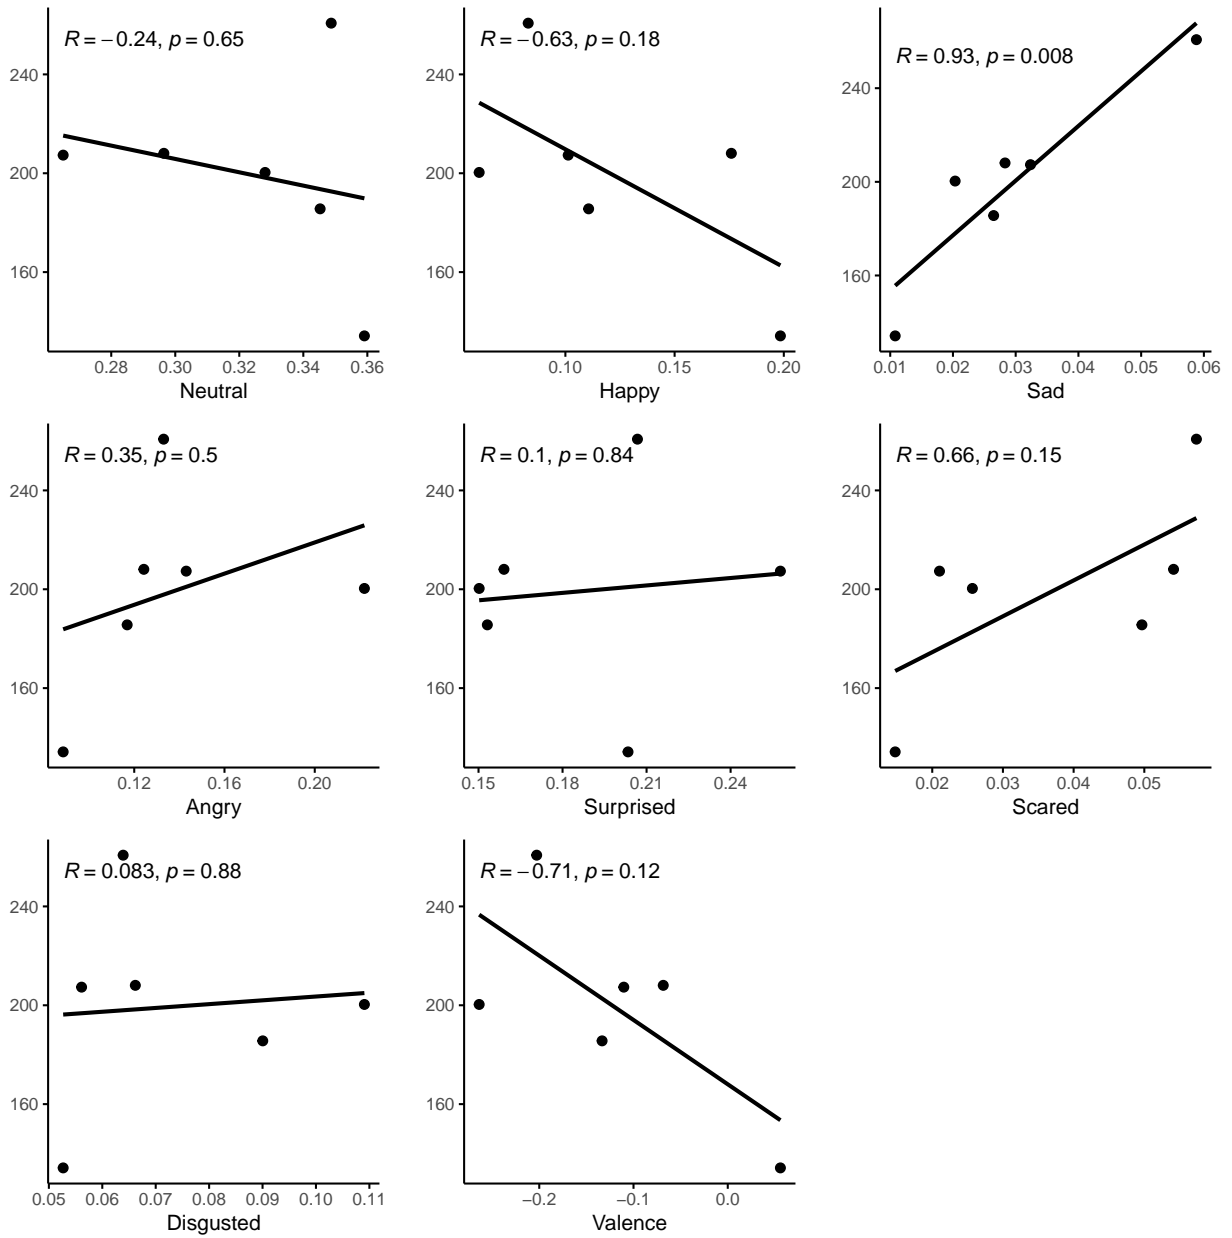 R = −0.24, p = 0.65
240
200
160
0.28 0.30 0.32 0.34 0.36
Neutral
R = −0.63, p = 0.18
240
200
160
0.10 0.15 0.20
Happy
R = 0.93, p = 0.008
240
200
160
0.01 0.02 0.03 0.04 0.05 0.06
Sad
R = 0.35, p = 0.5
240
200
160
0.12 0.16 0.20
Angry
R = 0.1, p = 0.84
240
200
160
0.15 0.18 0.21 0.24
Surprised
R = 0.66, p = 0.15
240
200
160
0.02 0.03 0.04 0.05
Scared
R = 0.083, p = 0.88
240
200
160
0.05 0.06 0.07 0.08 0.09 0.10 0.11
Disgusted
R = −0.71, p = 0.12
240
200
160
−0.2 −0.1 0.0
Valence